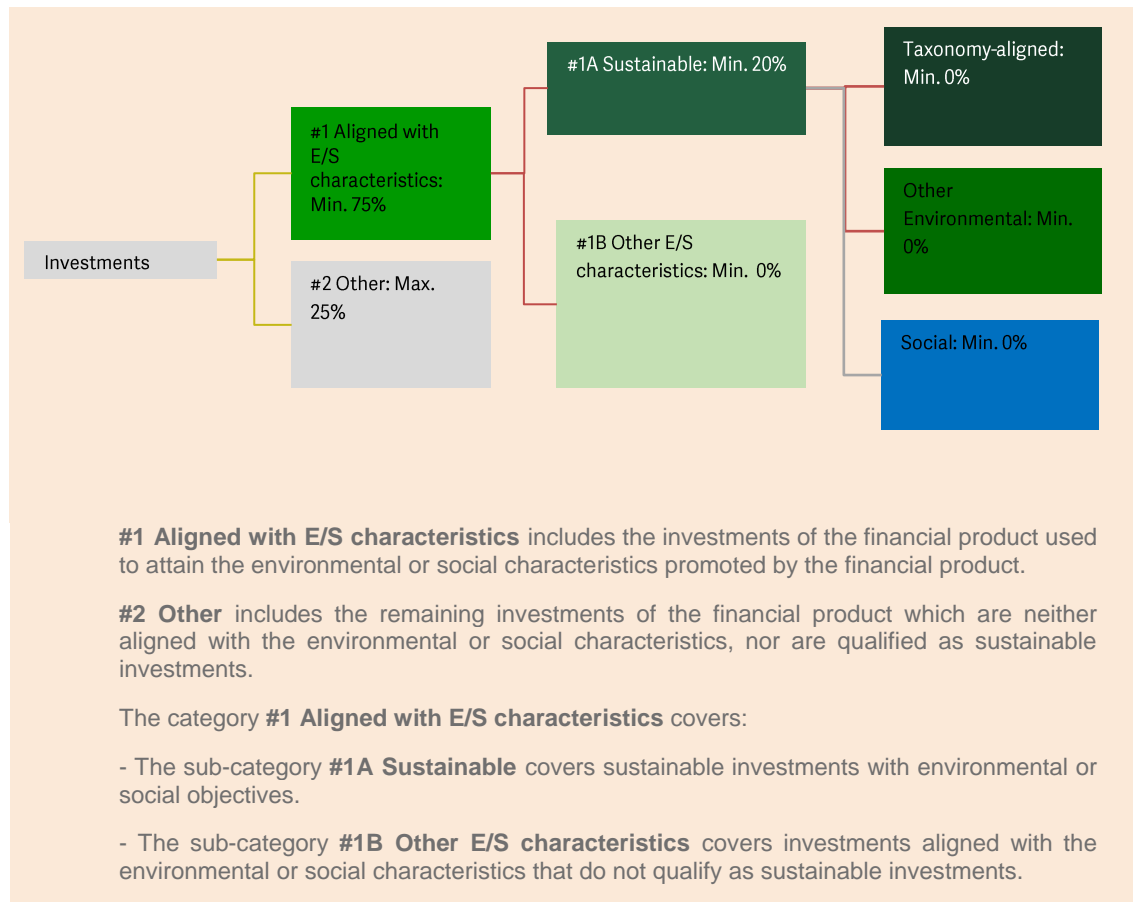 Investments
#1 Aligned with
E/S
characteristics:
Min. 75%
#2 Other: Max.
25%
#1A Sustainable: Min. 20%
#1B Other E/S
characteristics: Min. 0%
Taxonomy-aligned:
Min. 0%
Other
Environmental: Min.
0%
Social: Min. 0%
#1 Aligned with E/S characteristics includes the investments of the financial product used
to attain the environmental or social characteristics promoted by the financial product.
#2 Other includes the remaining investments of the financial product which are neither
aligned with the environmental or social characteristics, nor are qualified as sustainable
investments.
The category #1 Aligned with E/S characteristics covers:
- The sub-category #1A Sustainable covers sustainable investments with environmental or
social objectives.
- The sub-category #1B Other E/S characteristics covers investments aligned with the
environmental or social characteristics that do not qualify as sustainable investments.